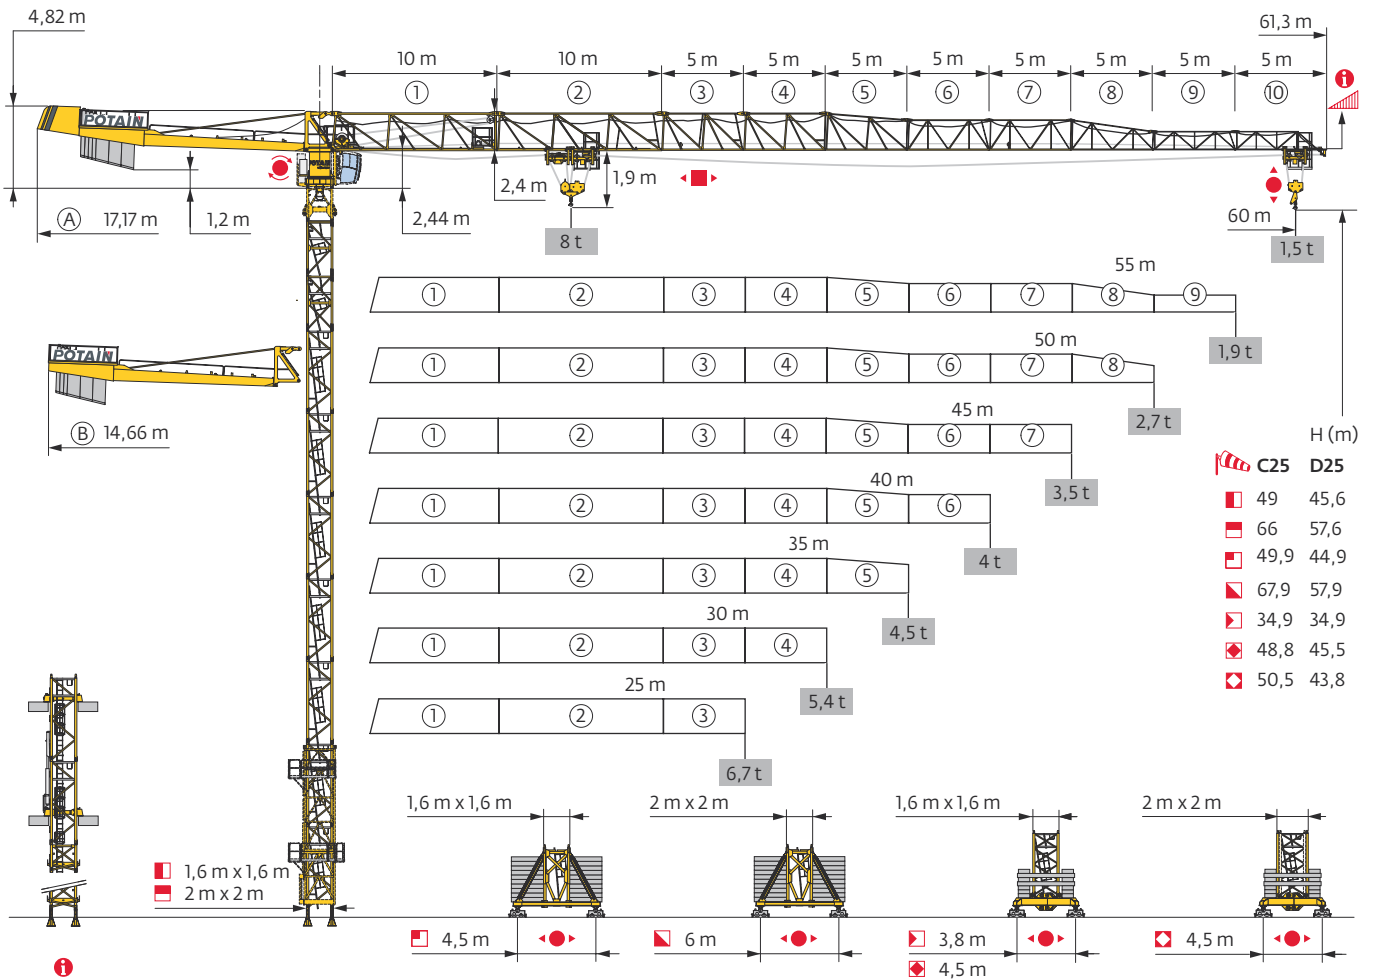 4,82 m
61,3 m
10 m 10 m 5 m 5 m 5 m 5 m 5 m 5 m 5 m 5 m
① ② ③ ④ ⑤ ⑥ ⑦ ⑧ ⑨ ⑩
i
POTAIN
POTAIN
2,4 m
1,9 m
Ⓐ 17,17 m
1,2 m
2,44 m
60 m
8 t
1,5 t
55 m
① ② ③ ④ ⑤ ⑥ ⑦ ⑧ ⑨
1,9 t
50 m
① ② ③ ④ ⑤ ⑥ ⑦ ⑧
2,7 t
POTAIN
Ⓑ 14,66 m
45 m
① ② ③ ④ ⑤ ⑥ ⑦
3,5 t
40 m
① ② ③ ④ ⑤ ⑥
4 t
35 m
① ② ③ ④ ⑤
4,5 t
30 m
① ② ③ ④
5,4 t
25 m
① ② ③
6,7 t
H (m)
C25 D25
49 45,6
66 57,6
49,9 44,9
67,9 57,9
34,9 34,9
48,8 45,5
50,5 43,8
1,6 m x 1,6 m
2 m x 2 m
1,6 m x 1,6 m
2 m x 2 m
1,6 m x 1,6 m
2 m x 2 m
4,5 m
6 m
3,8 m
4,5 m
4,5 m
i